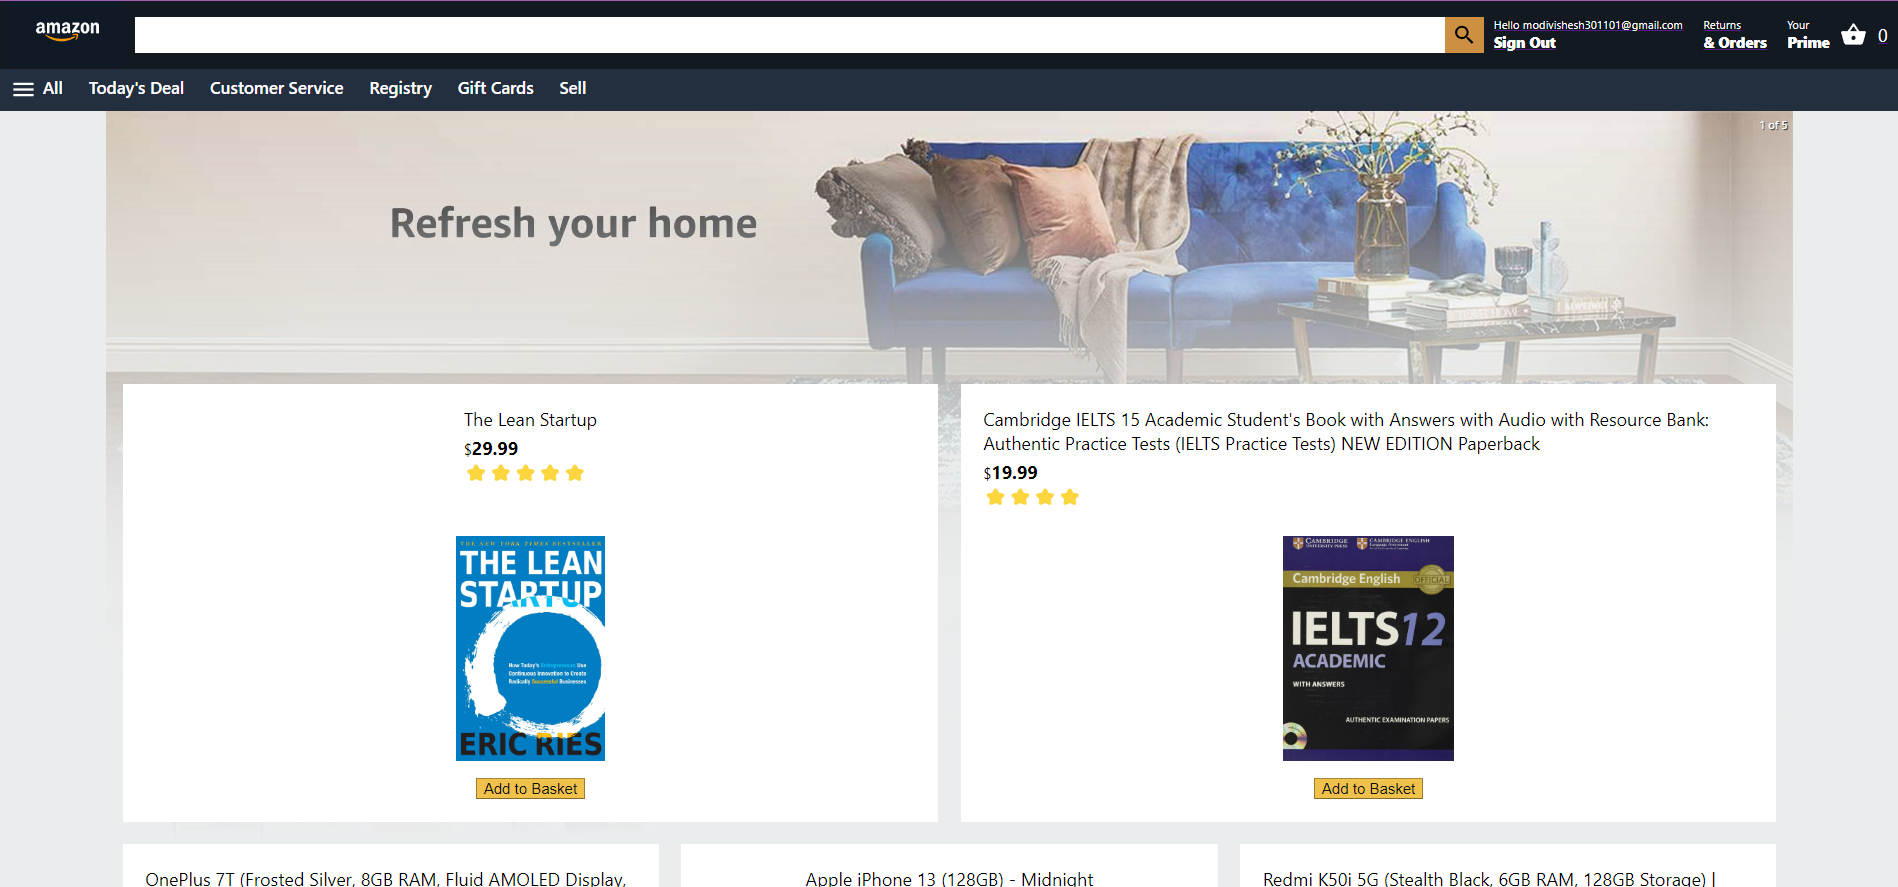 amazon
Hello modivishesh301101@gmail.com
Sign Out
Returns
& Orders
Your
Prime
0
All
Today's Deal
Customer Service
Registry
Gift Cards
Sell
1 of 5
Refresh your home
The Lean Startup
$29.99
THE NEW YORK TIMES BESTSELLER
THE LEAN
STARTUP
How Today's Entrepreneurs Use
Continuous Innovation to Create
Radically Successful Businesses
ERIC RIES
Add to Basket
Cambridge IELTS 15 Academic Student's Book with Answers with Audio with Resource Bank:
Authentic Practice Tests (IELTS Practice Tests) NEW EDITION Paperback
$19.99
CAMBRIDGE
UNIVERSITY PRESS
CAMBRIDGE ENGLISH
Language Assessment
Cambridge English
OFFICIAL
IELTS 12
ACADEMIC
WITH ANSWERS
AUTHENTIC EXAMINATION PAPERS
Add to Basket
OnePlus 7T (Frosted Silver, 8GB RAM, Fluid AMOLED Display,
Apple iPhone 13 (128GB) - Midnight
Redmi K50i 5G (Stealth Black, 6GB RAM, 128GB Storage) |